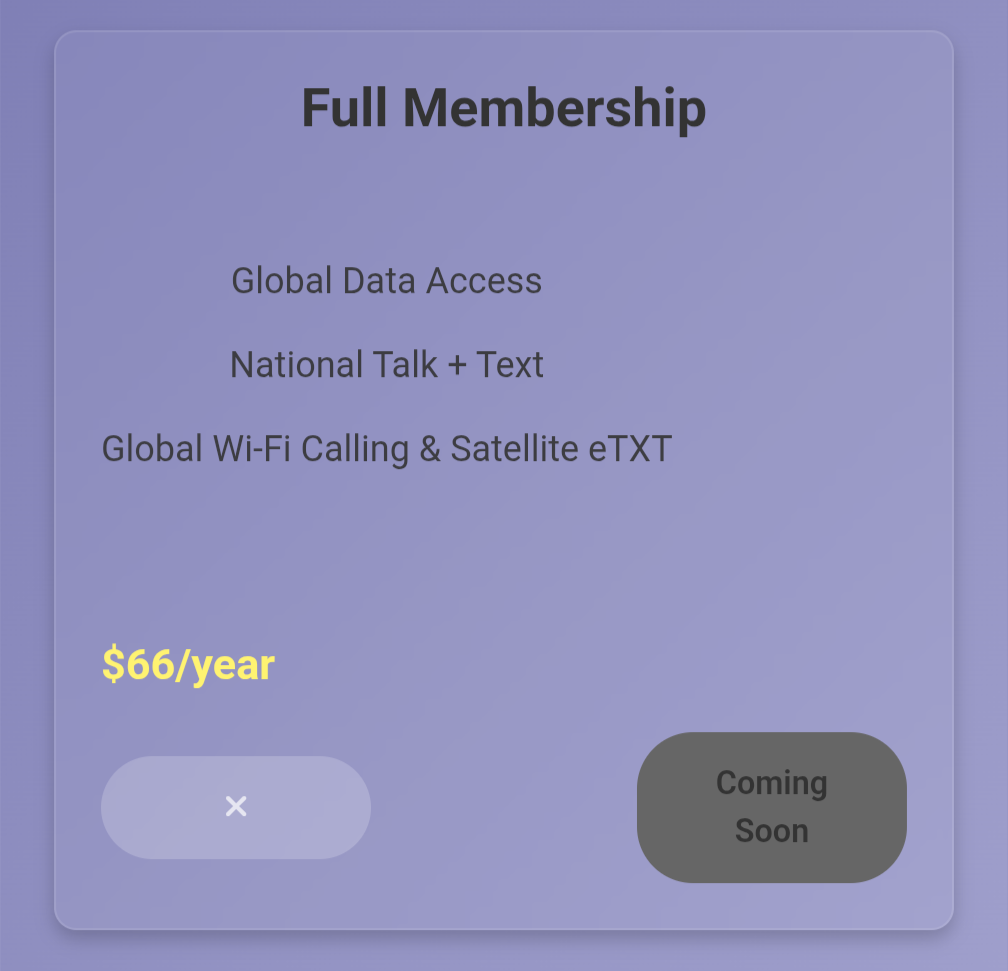 Full Membership
Global Data Access
National Talk + Text
Global Wi-Fi Calling & Satellite eTXT
$66/year
×
Coming
Soon